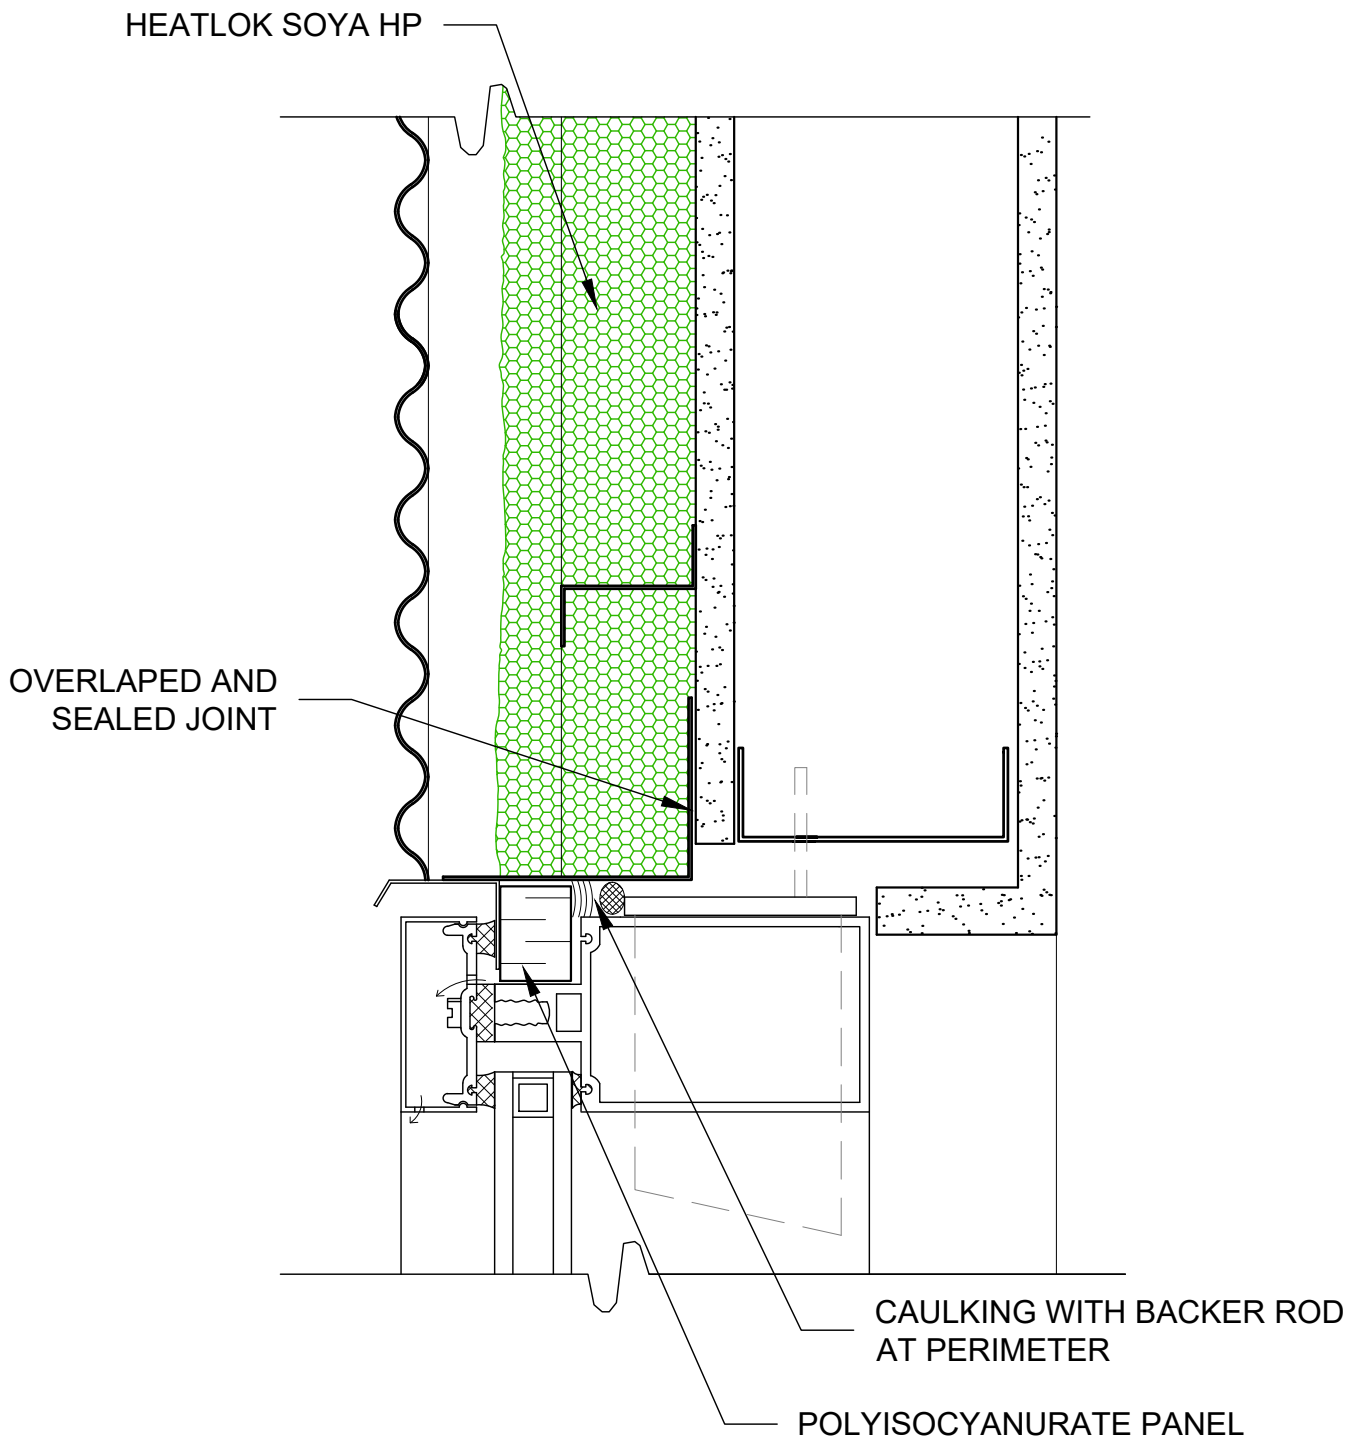 HEATLOK SOYA HP
OVERLAPED AND
SEALED JOINT
CAULKING WITH BACKER ROD
AT PERIMETER
POLYISOCYANURATE PANEL